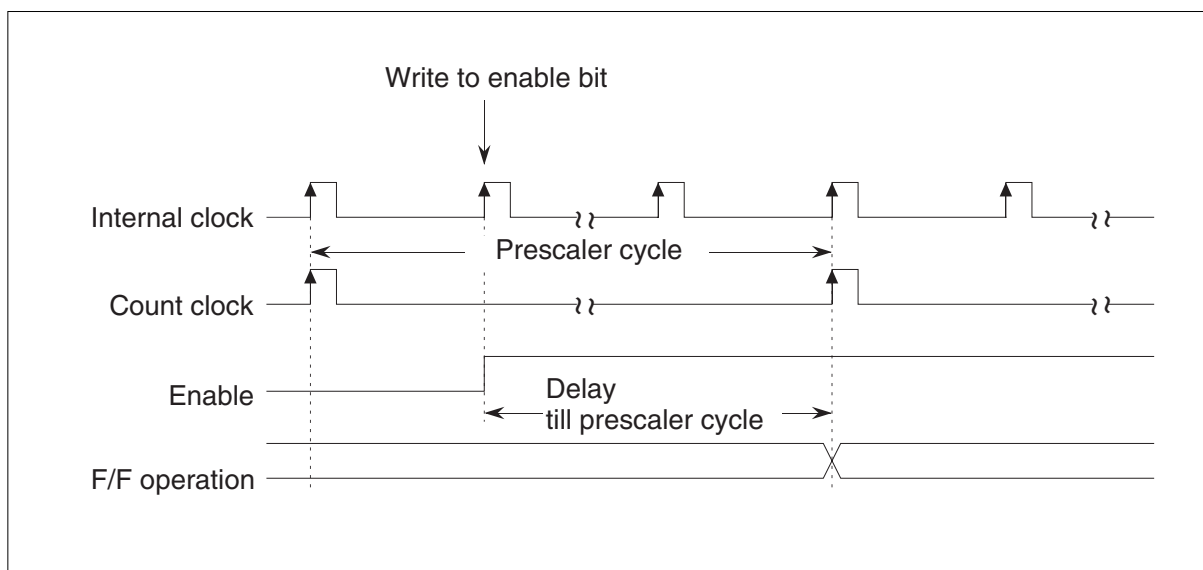 Write to enable bit
Internal clock
Prescaler cycle
Count clock
Enable
Delay
till prescaler cycle
F/F operation